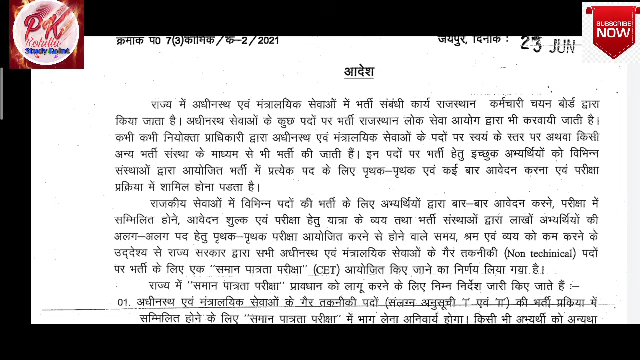 PK
Rohilla
Study Point
SUBSCRIBE
NOW
क्रमांक प0 7(3)कार्मिक/क-2/2021
जयपुर, दिनांक : 23 JUN
आदेश
राज्य में अधीनस्थ एवं मंत्रालयिक सेवाओं में भर्ती संबंधी कार्य राजस्थान कर्मचारी चयन बोर्ड द्वारा
किया जाता है। अधीनस्थ सेवाओं के कुछ पदों पर भर्ती राजस्थान लोक सेवा आयोग द्वारा भी करवायी जाती है।
कभी कभी नियोक्ता प्राधिकारी द्वारा अधीनस्थ एवं मंत्रालयिक सेवाओं के पदों पर स्वयं के स्तर पर अथवा किसी
अन्य भर्ती संस्था के माध्यम से भी भर्ती की जाती हैं। इन पदों पर भर्ती हेतु इच्छुक अभ्यर्थियों को विभिन्न
संस्थाओं द्वारा आयोजित भर्ती में प्रत्येक पद के लिए पृथक-पृथक एवं कई बार आवेदन करना एवं परीक्षा
प्रक्रिया में शामिल होना पडता है।
राजकीय सेवाओं में विभिन्न पदों की भर्ती के लिए अभ्यर्थियों द्वारा बार-बार आवेदन करने, परीक्षा में
सम्मिलित होने, आवेदन शुल्क एवं परीक्षा हेतु यात्रा के व्यय तथा भर्ती संस्थाओं द्वारा लाखों अभ्यर्थियों की
अलग-अलग पद हेतु पृथक-पृथक परीक्षा आयोजित करने से होने वाले समय, श्रम एवं व्यय को कम करने के
उद्देश्य से राज्य सरकार द्वारा सभी अधीनस्थ एवं मंत्रालयिक सेवाओं के गैर तकनीकी (Non techinical) पदों
पर भर्ती के लिए एक "समान पात्रता परीक्षा" (CET) आयोजित किए जाने का निर्णय लिया गया है।
राज्य में "समान पात्रता परीक्षा" प्रावधान को लागू करने के लिए निम्न निर्देश जारी किए जाते हैं :-
01. अधीनस्थ एवं मंत्रालयिक सेवाओं के गैर तकनीकी पदों (संलग्न अनुसूची 'I' एवं 'II') की भर्ती प्रक्रिया में
सम्मिलित होने के लिए "समान पात्रता परीक्षा" में भाग लेना अनिवार्य होगा। किसी भी अभ्यर्थी को अन्यथा